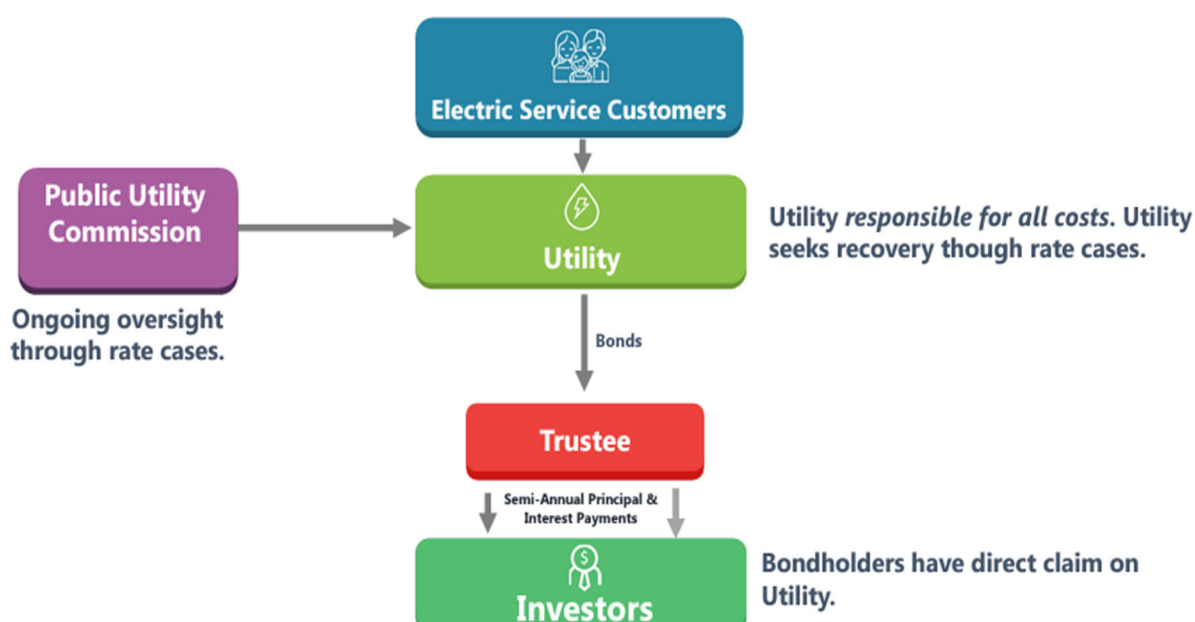 Electric Service Customers
Public Utility
Commission
Utility
Utility responsible for all costs. Utility
seeks recovery though rate cases.
Ongoing oversight
through rate cases.
Bonds
Trustee
Semi-Annual Principal &
Interest Payments
$
Investors
Bondholders have direct claim on
Utility.